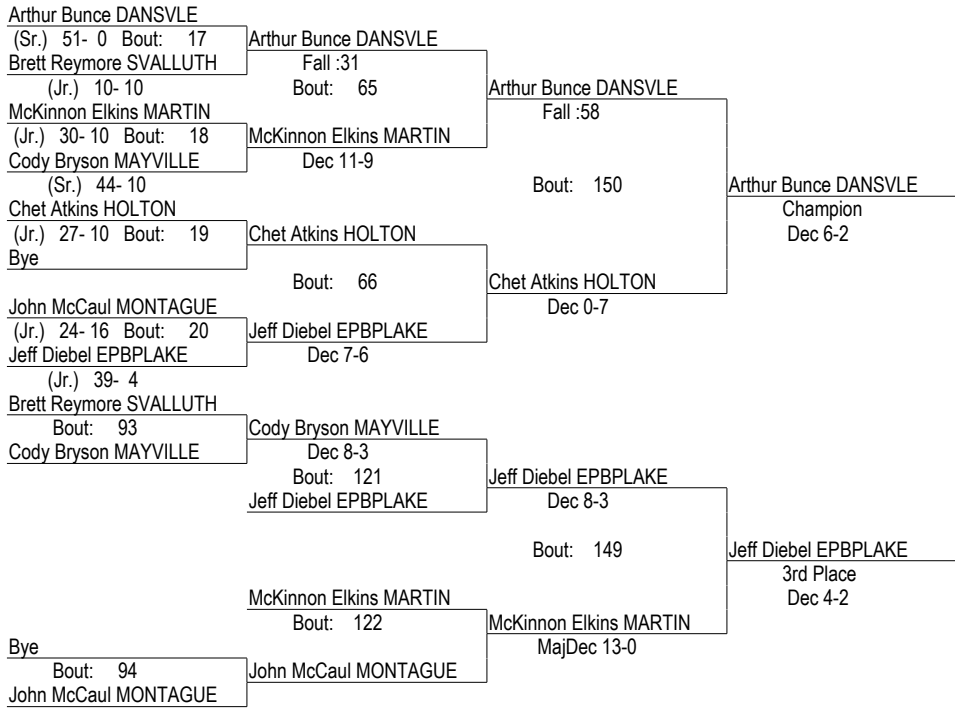 Arthur Bunce DANSVLE
(Sr.) 51- 0 Bout: 17
Arthur Bunce DANSVLE
Brett Reymore SVALLUTH
Fall :31
(Jr.) 10- 10
Bout: 65
Arthur Bunce DANSVLE
McKinnon Elkins MARTIN
Fall :58
(Jr.) 30- 10 Bout: 18
McKinnon Elkins MARTIN
Cody Bryson MAYVILLE
Dec 11-9
(Sr.) 44- 10
Bout: 150
Arthur Bunce DANSVLE
Chet Atkins HOLTON
Champion
(Jr.) 27- 10 Bout: 19
Chet Atkins HOLTON
Dec 6-2
Bye
Bout: 66
Chet Atkins HOLTON
John McCaul MONTAGUE
Dec 0-7
(Jr.) 24- 16 Bout: 20
Jeff Diebel EPBPLAKE
Jeff Diebel EPBPLAKE
Dec 7-6
(Jr.) 39- 4
Brett Reymore SVALLUTH
Bout: 93
Cody Bryson MAYVILLE
Cody Bryson MAYVILLE
Dec 8-3
Bout: 121
Jeff Diebel EPBPLAKE
Jeff Diebel EPBPLAKE
Dec 8-3
Bout: 149
Jeff Diebel EPBPLAKE
3rd Place
McKinnon Elkins MARTIN
Dec 4-2
Bout: 122
McKinnon Elkins MARTIN
Bye
MajDec 13-0
Bout: 94
John McCaul MONTAGUE
John McCaul MONTAGUE